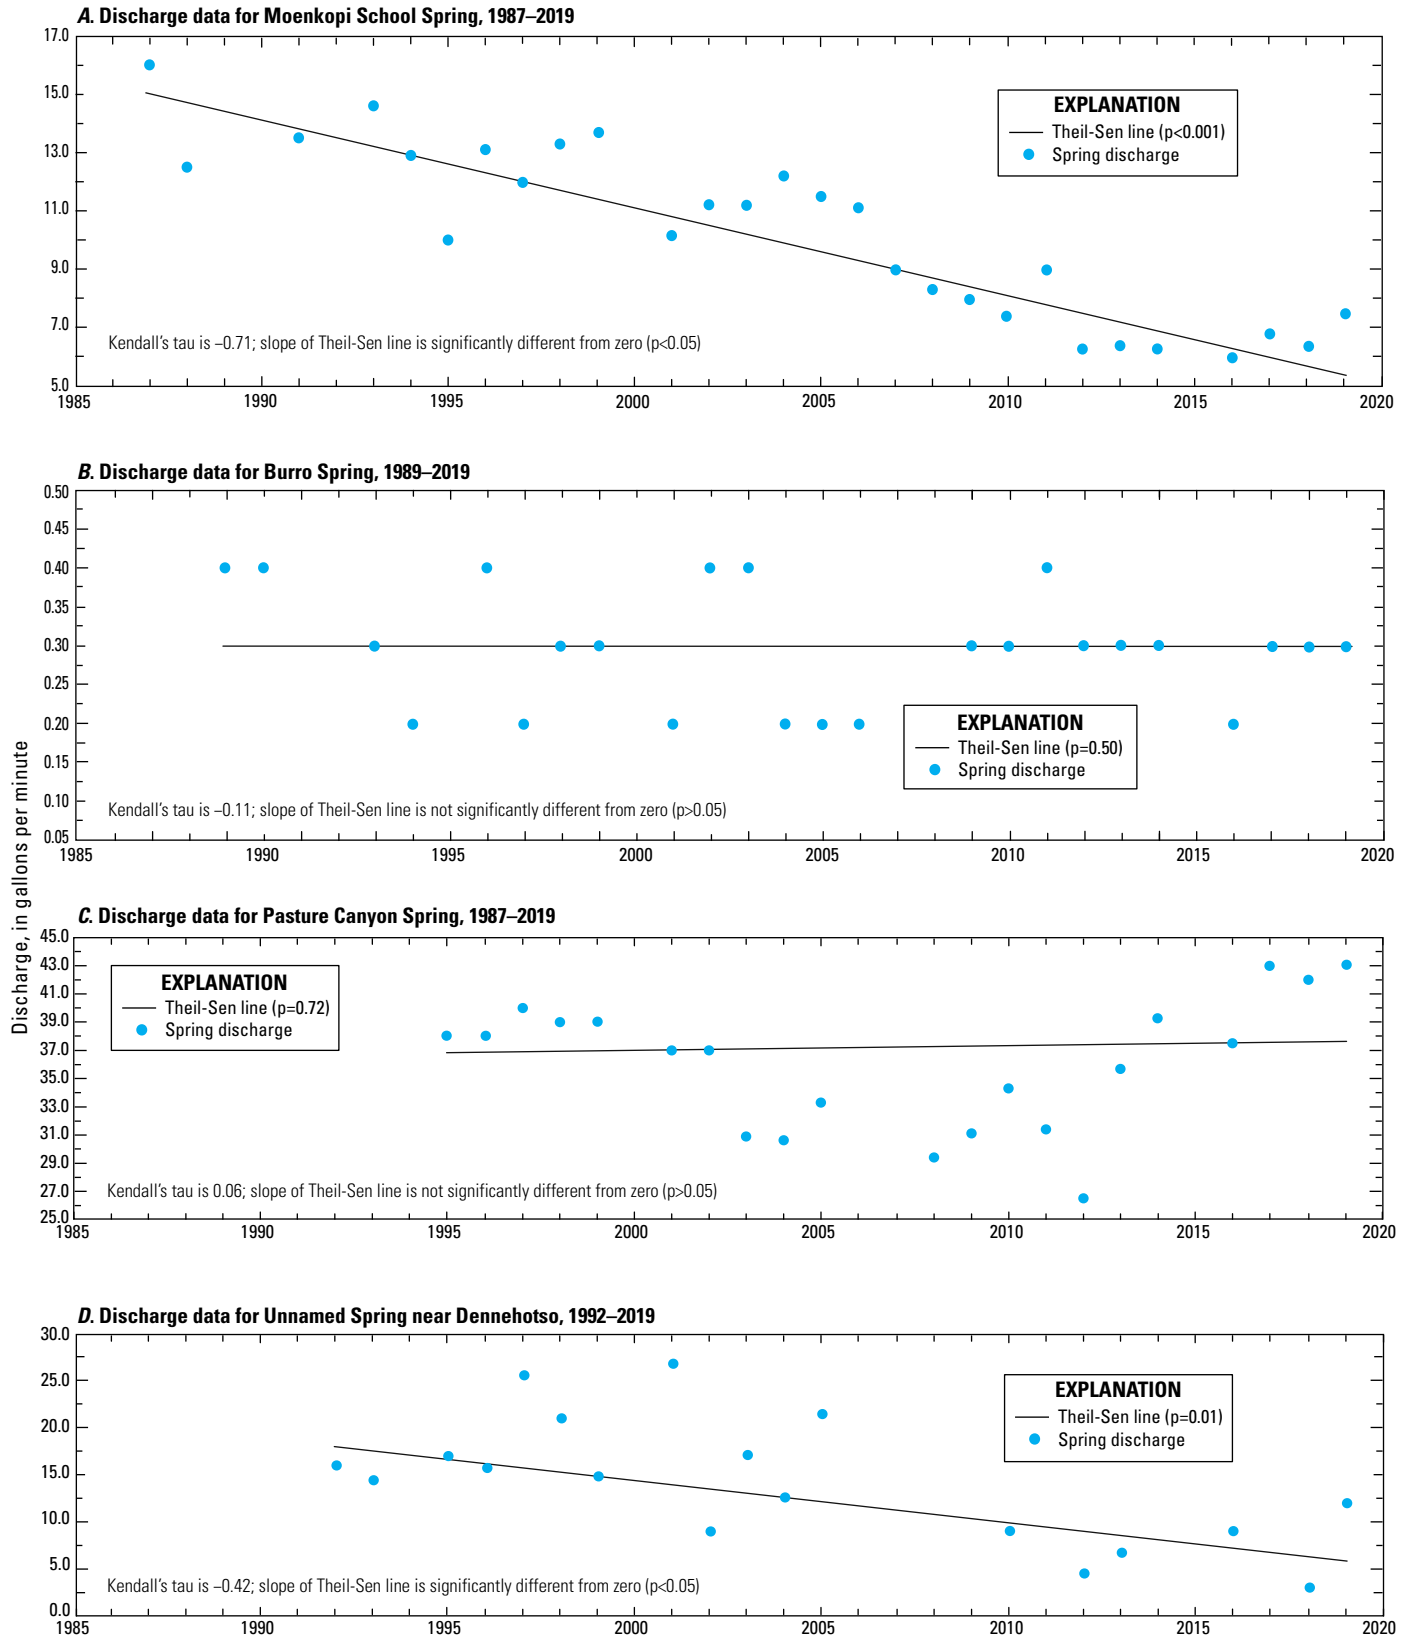 A. Discharge data for Moenkopi School Spring, 1987–2019
17.0
15.0
13.0
11.0
9.0
7.0
5.0
EXPLANATION
Theil-Sen line (p<0.001)
Spring discharge
Kendall's tau is –0.71; slope of Theil-Sen line is significantly different from zero (p<0.05)
1985 1990 1995 2000 2005 2010 2015 2020
B. Discharge data for Burro Spring, 1989–2019
0.50
0.45
0.40
0.35
0.30
0.25
0.20
0.15
0.10
0.05
EXPLANATION
Theil-Sen line (p=0.50)
Spring discharge
Kendall's tau is –0.11; slope of Theil-Sen line is not significantly different from zero (p>0.05)
1985 1990 1995 2000 2005 2010 2015 2020
Discharge, in gallons per minute
C. Discharge data for Pasture Canyon Spring, 1987–2019
45.0
43.0
41.0
39.0
37.0
35.0
33.0
31.0
29.0
27.0
25.0
EXPLANATION
Theil-Sen line (p=0.72)
Spring discharge
Kendall's tau is 0.06; slope of Theil-Sen line is not significantly different from zero (p>0.05)
1985 1990 1995 2000 2005 2010 2015 2020
D. Discharge data for Unnamed Spring near Dennehotso, 1992–2019
30.0
25.0
20.0
15.0
10.0
5.0
0.0
EXPLANATION
Theil-Sen line (p=0.01)
Spring discharge
Kendall's tau is –0.42; slope of Theil-Sen line is significantly different from zero (p<0.05)
1985 1990 1995 2000 2005 2010 2015 2020